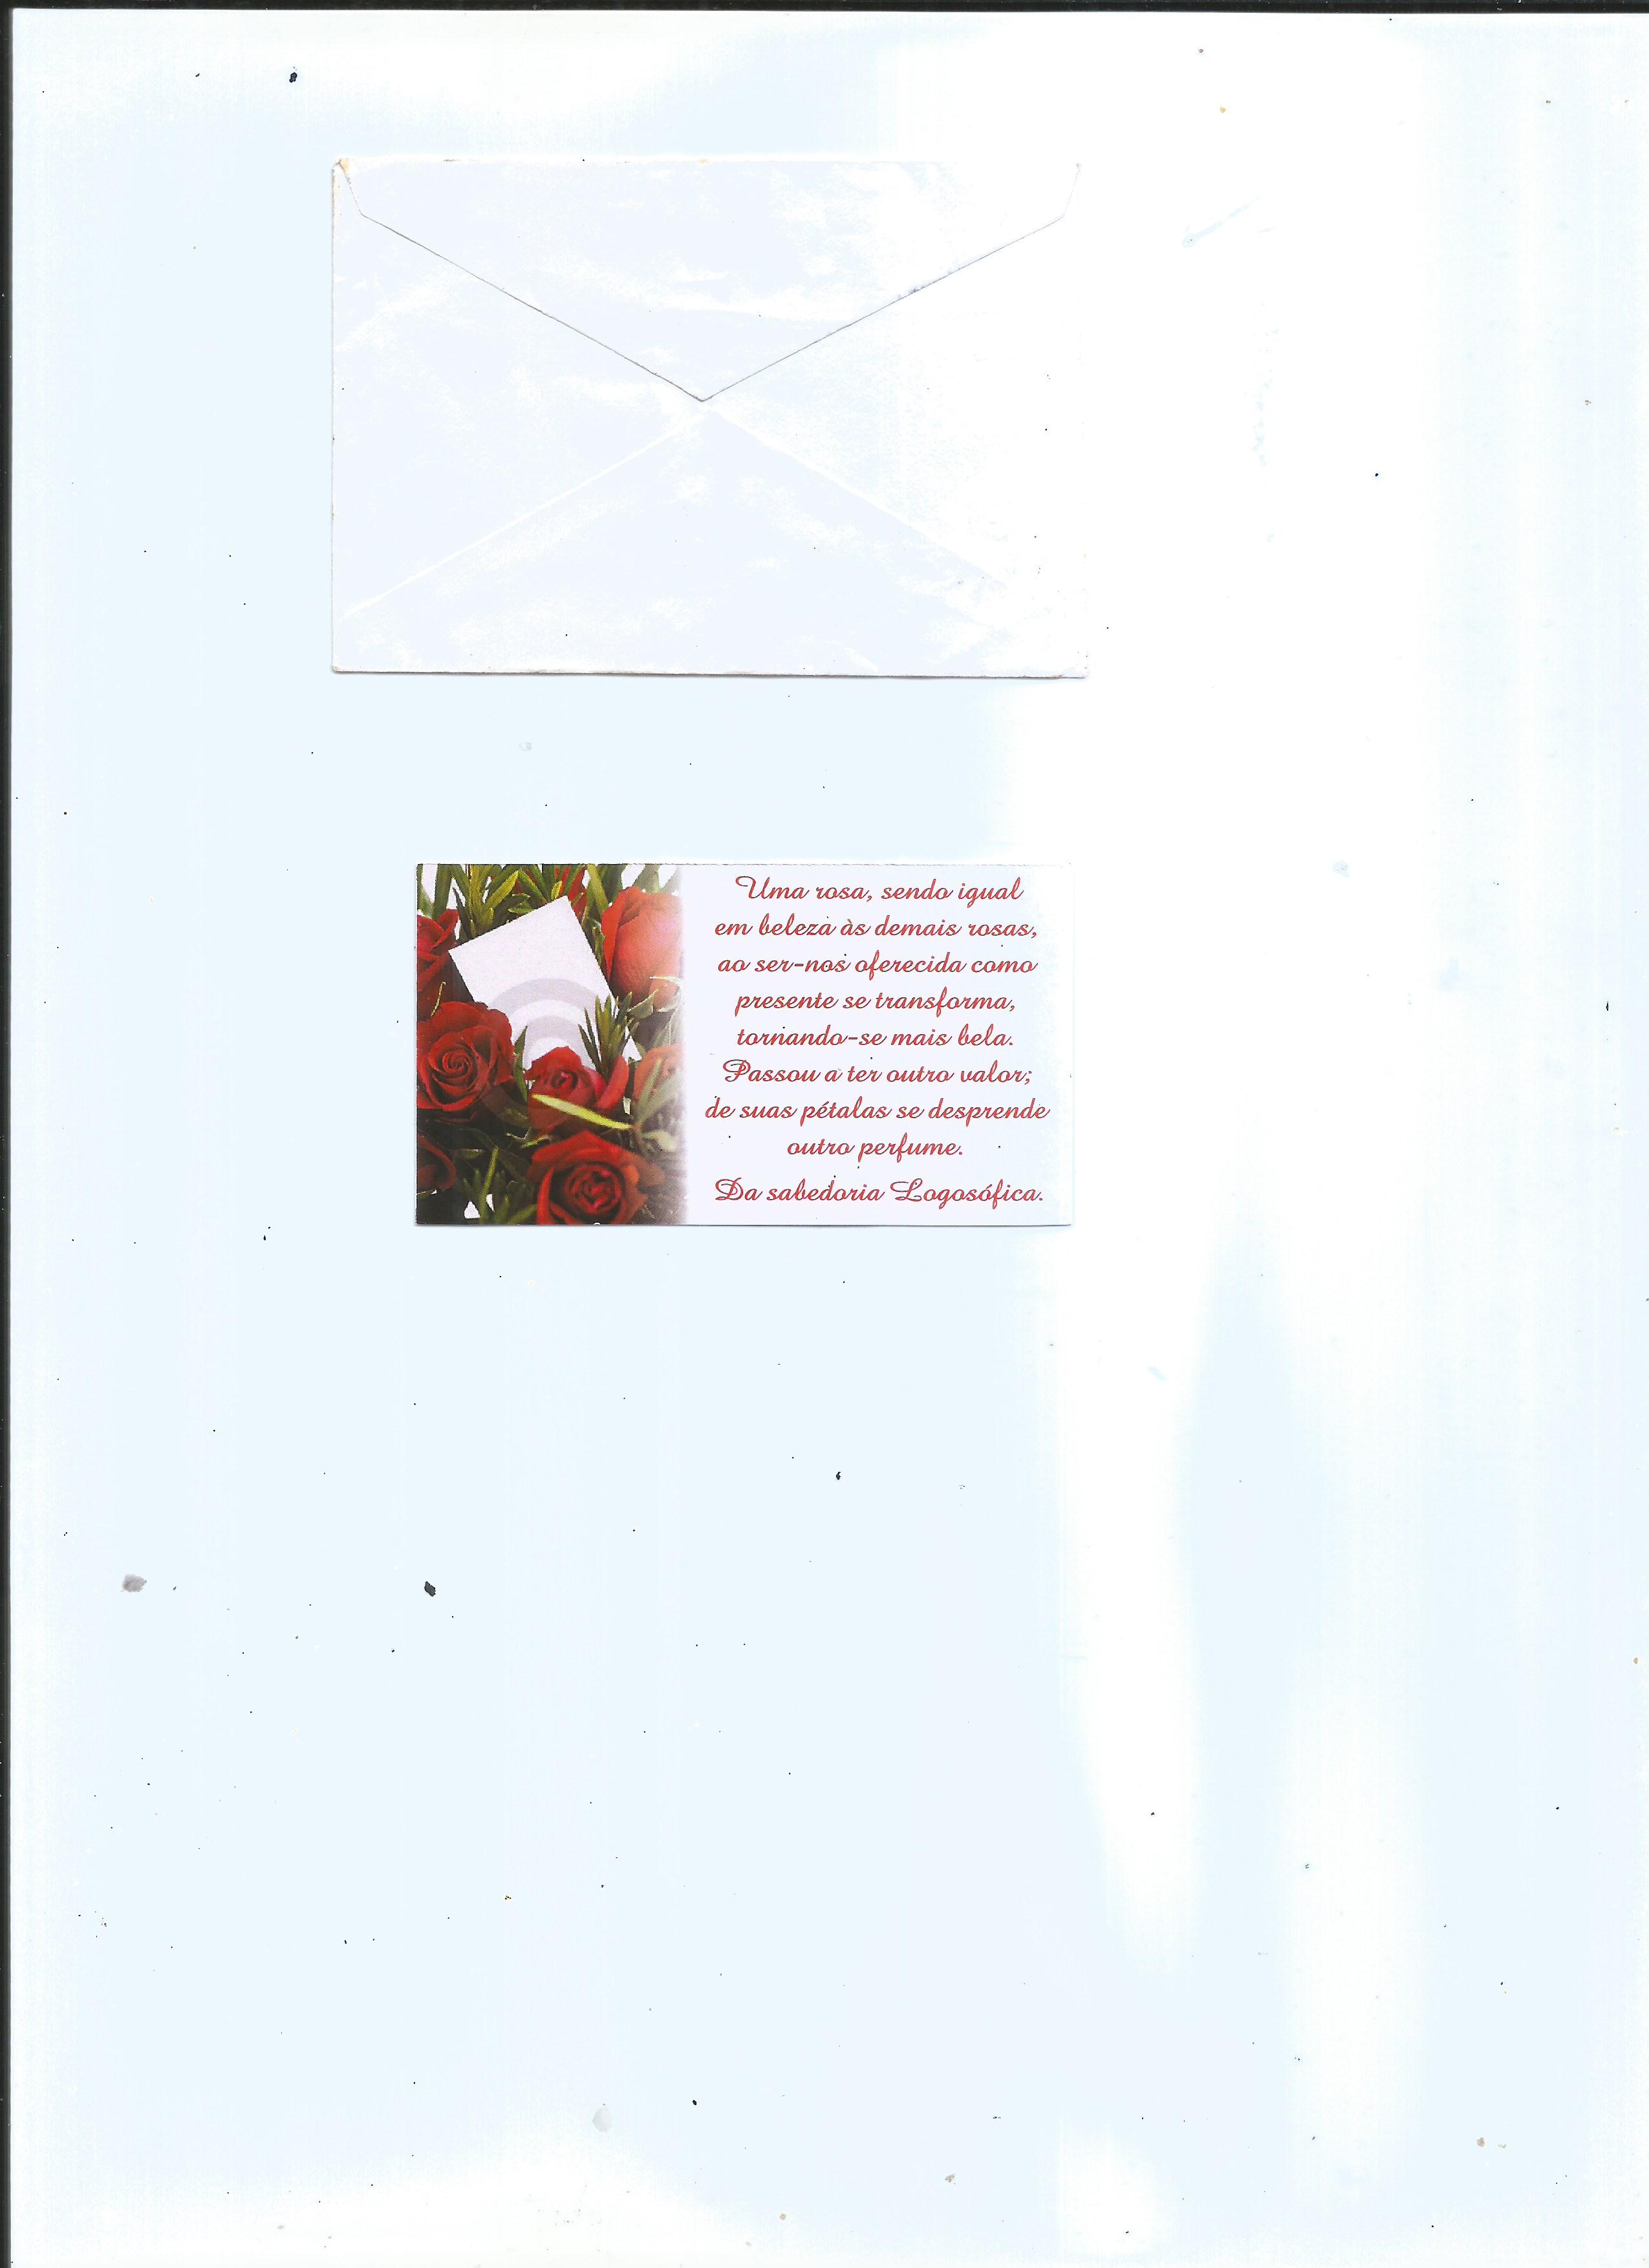 Uma rosa, sendo igual
em beleza às demais rosas,
ao ser-nos oferecida como
presente se transforma,
tornando-se mais bela.
Passou a ter outro valor;
de suas pétalas se desprende
outro perfume.
Da sabedoria Logosófica.